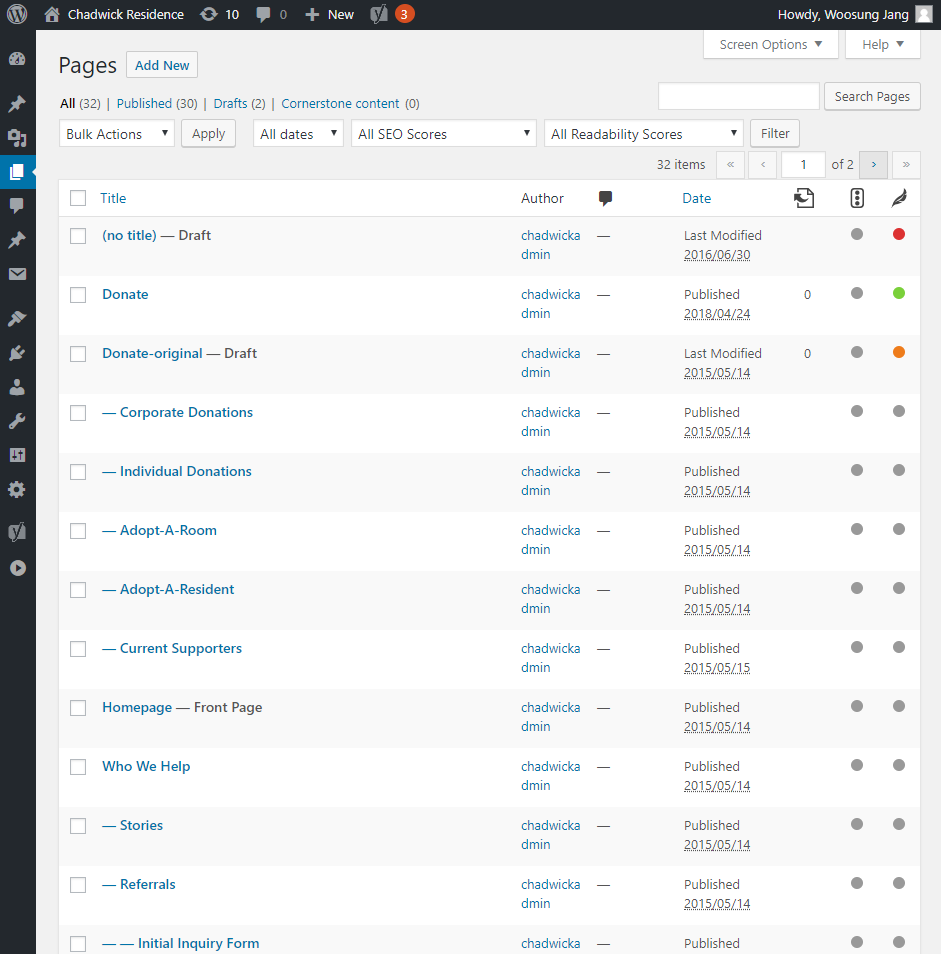 Chadwick Residence 10 0 New 3 Howdy, Woosung Jang
Screen Options Help
Pages Add New
All (32) | Published (30) | Drafts (2) | Cornerstone content (0)
Search Pages
Bulk Actions Apply All dates All SEO Scores All Readability Scores Filter
32 items « ‹ 1 of 2 › »
Title Author Date
(no title) — Draft chadwicka — Last Modified
dmin 2016/06/30
Donate chadwicka — Published 0
dmin 2018/04/24
Donate-original — Draft chadwicka — Last Modified 0
dmin 2015/05/14
— Corporate Donations chadwicka — Published
dmin 2015/05/14
— Individual Donations chadwicka — Published
dmin 2015/05/14
— Adopt-A-Room chadwicka — Published
dmin 2015/05/14
— Adopt-A-Resident chadwicka — Published
dmin 2015/05/14
— Current Supporters chadwicka — Published
dmin 2015/05/15
Homepage — Front Page chadwicka — Published
dmin 2015/05/14
Who We Help chadwicka — Published
dmin 2015/05/14
— Stories chadwicka — Published
dmin 2015/05/14
— Referrals chadwicka — Published
dmin 2015/05/14
— — Initial Inquiry Form chadwicka — Published